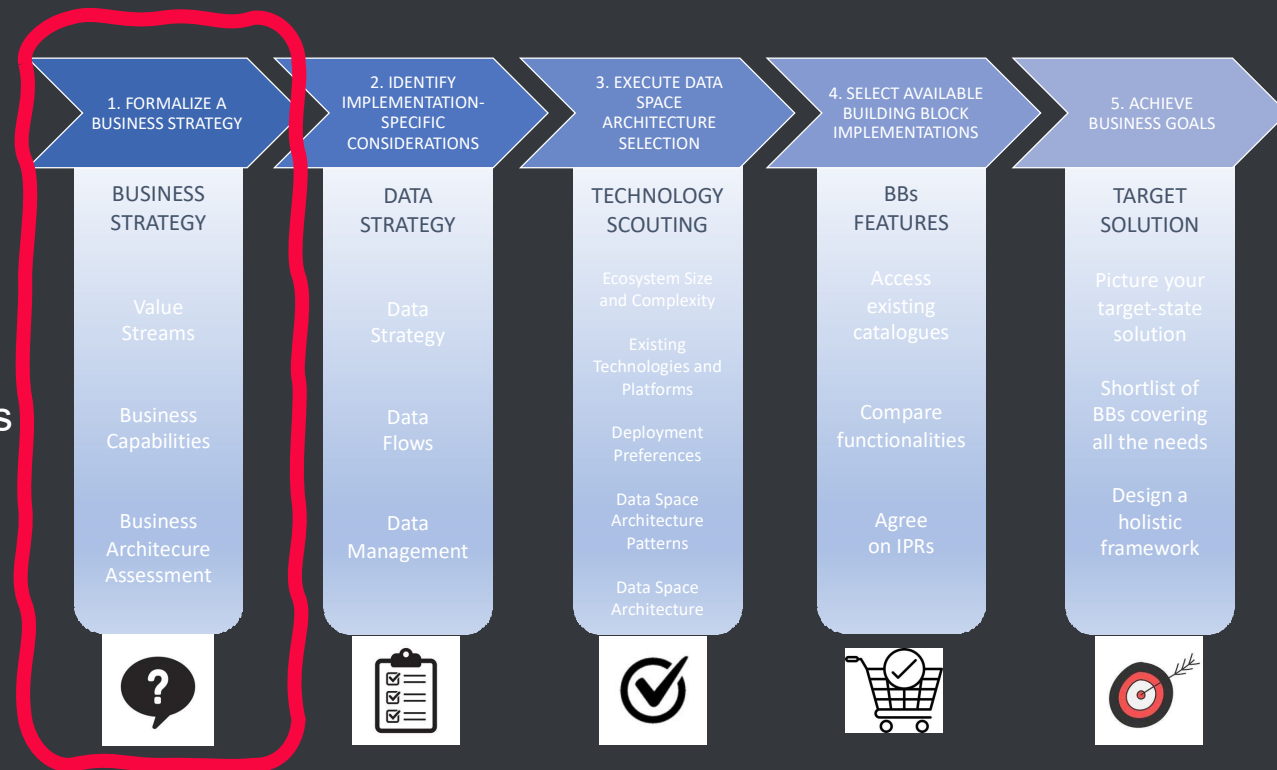 1. FORMALIZE A
BUSINESS STRATEGY
2. IDENTIFY
IMPLEMENTATION-
SPECIFIC
CONSIDERATIONS
3. EXECUTE DATA
SPACE
ARCHITECTURE
SELECTION
4. SELECT AVAILABLE
BUILDING BLOCK
IMPLEMENTATIONS
5. ACHIEVE
BUSINESS GOALS
s
BUSINESS
STRATEGY
Value
Streams
Business
Capabilities
Business
Architecure
Assessment
?
DATA
STRATEGY
Data
Strategy
Data
Flows
Data
Management
TECHNOLOGY
SCOUTING
Ecosystem Size
and Complexity
Existing
Technologies and
Platforms
Deployment
Preferences
Data Space
Architecture
Patterns
Data Space
Architecture
BBs
FEATURES
Access
existing
catalogues
Compare
functionalities
Agree
on IPRs
TARGET
SOLUTION
Picture your
target-state
solution
Shortlist of
BBs covering
all the needs
Design a
holistic
framework